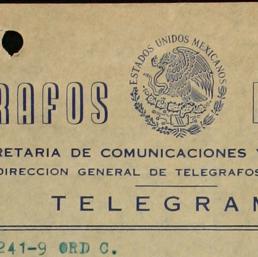 ESTADOS UNIDOS MEXICANOS
RAFOS
RETARIA DE COMUNICACIONES Y
DIRECCION GENERAL DE TELEGRAFOS
TELEGRAM
241-9 ORD C.